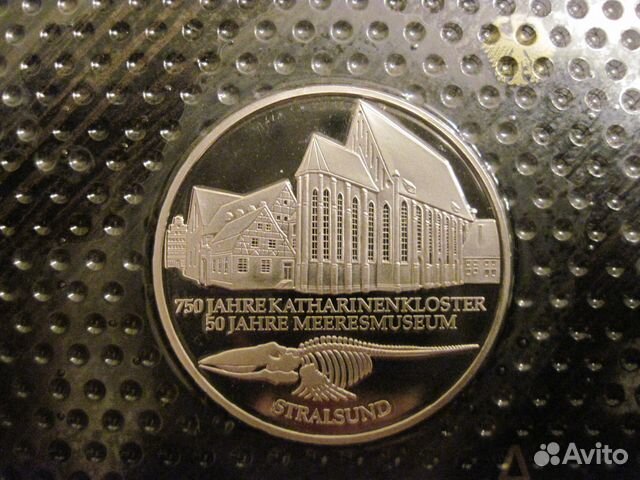 750 JAHRE KATHARINENKLOSTER
50 JAHRE MEERESMUSEUM
STRALSUND
A
Avito